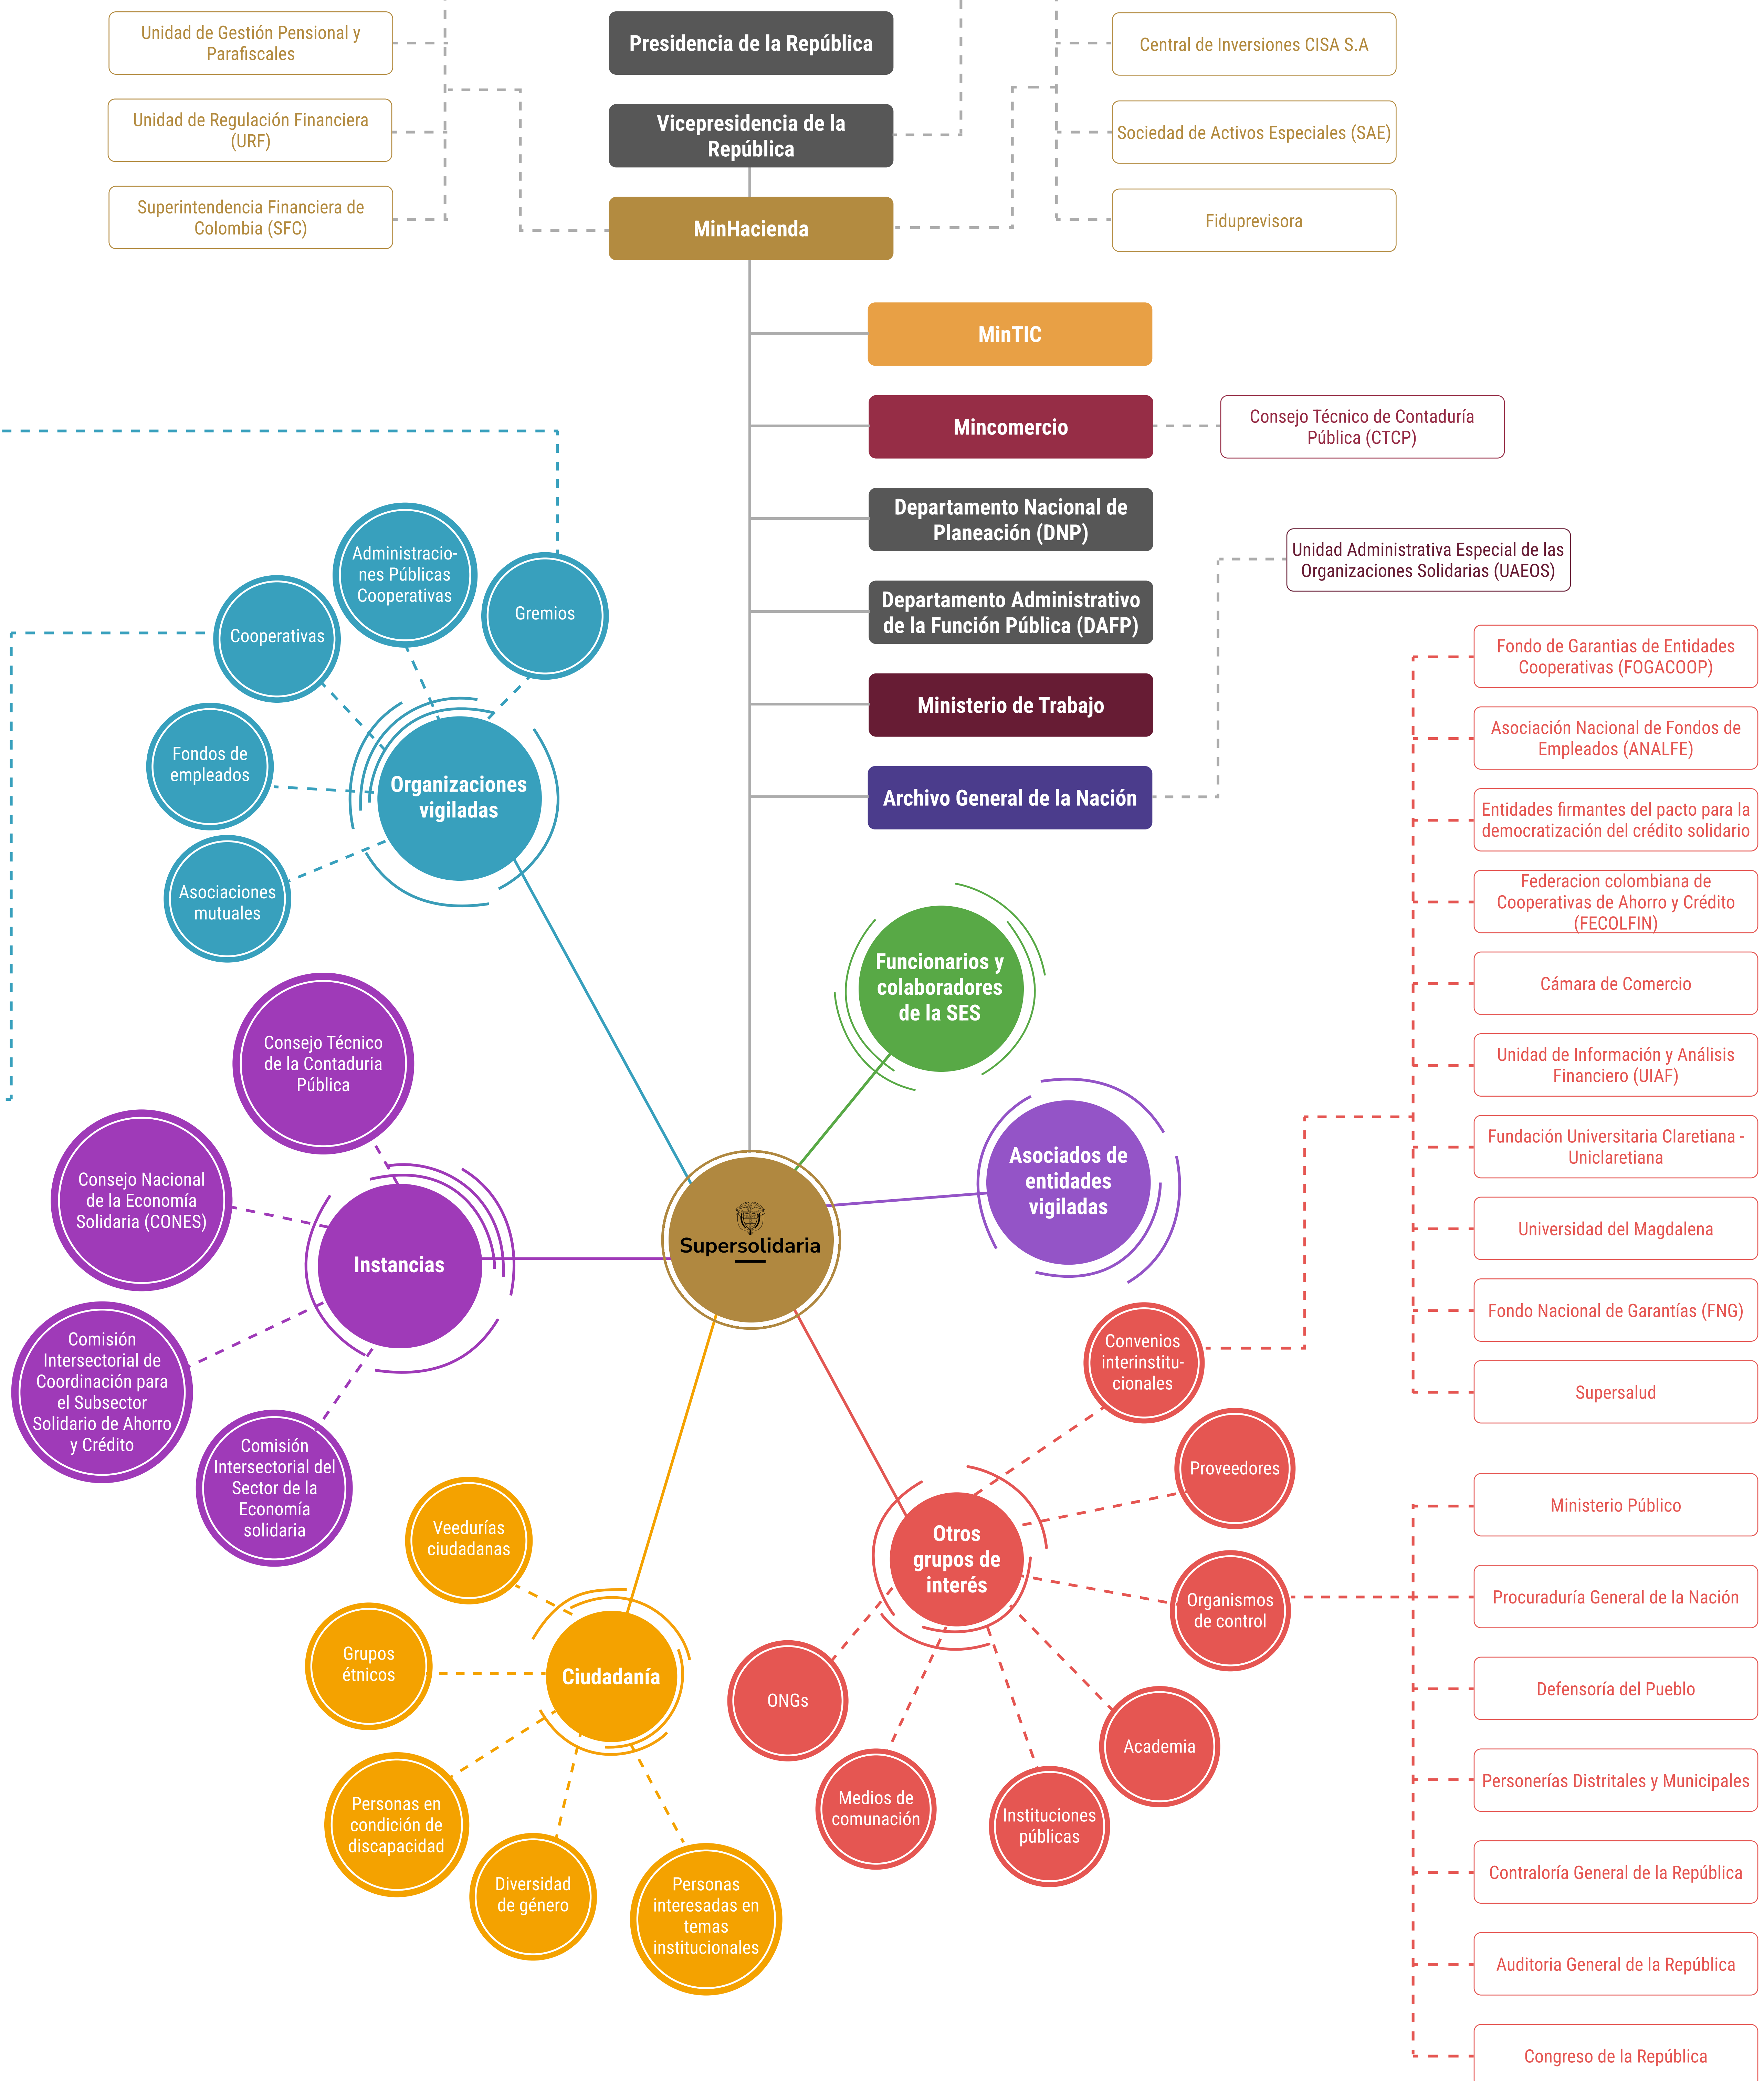 Unidad de Gestión Pensional y
Parafiscales
Unidad de Regulación Financiera
(URF)
Superintendencia Financiera de
Colombia (SFC)
Presidencia de la República
Vicepresidencia de la
República
MinHacienda
Central de Inversiones CISA S.A
Sociedad de Activos Especiales (SAE)
Fiduprevisora
MinTIC
Mincomercio
Consejo Técnico de Contaduría
Pública (CTCP)
Departamento Nacional de
Planeación (DNP)
Departamento Administrativo
de la Función Pública (DAFP)
Ministerio de Trabajo
Archivo General de la Nación
Unidad Administrativa Especial de las
Organizaciones Solidarias (UAEOS)
Administracio-
nes Públicas
Cooperativas
Gremios
Cooperativas
Fondos de
empleados
Asociaciones
mutuales
Organizaciones
vigiladas
Funcionarios y
colaboradores
de la SES
Asociados de
entidades
vigiladas
Supersolidaria
Consejo Técnico
de la Contaduria
Pública
Consejo Nacional
de la Economía
Solidaria (CONES)
Instancias
Comisión
Intersectorial de
Coordinación para
el Subsector
Solidario de Ahorro
y Crédito
Comisión
Intersectorial del
Sector de la
Economía
solidaria
Veedurías
ciudadanas
Grupos
étnicos
Ciudadanía
Personas en
condición de
discapacidad
Diversidad
de género
Personas
interesadas en
temas
institucionales
Otros
grupos de
interés
Convenios
interinstitu-
cionales
Proveedores
Organismos
de control
Academia
Instituciones
públicas
Medios de
comunación
ONGs
Fondo de Garantias de Entidades
Cooperativas (FOGACOOP)
Asociación Nacional de Fondos de
Empleados (ANALFE)
Entidades firmantes del pacto para la
democratización del crédito solidario
Federacion colombiana de
Cooperativas de Ahorro y Crédito
(FECOLFIN)
Cámara de Comercio
Unidad de Información y Análisis
Financiero (UIAF)
Fundación Universitaria Claretiana -
Uniclaretiana
Universidad del Magdalena
Fondo Nacional de Garantías (FNG)
Supersalud
Ministerio Público
Procuraduría General de la Nación
Defensoría del Pueblo
Personerías Distritales y Municipales
Contraloría General de la República
Auditoria General de la República
Congreso de la República